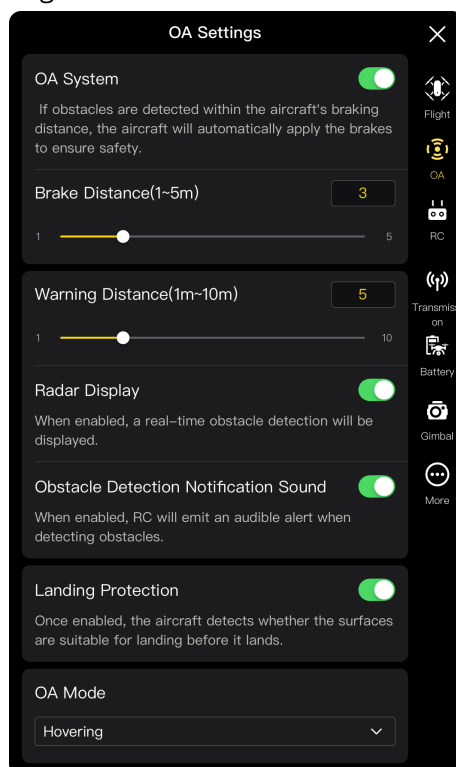 OA Settings
OA System
If obstacles are detected within the aircraft's braking
distance, the aircraft will automatically apply the brakes
to ensure safety.
Brake Distance(1~5m)
3
1
5
Warning Distance(1m~10m)
5
1
10
Radar Display
When enabled, a real-time obstacle detection will be
displayed.
Obstacle Detection Notification Sound
When enabled, RC will emit an audible alert when
detecting obstacles.
Landing Protection
Once enabled, the aircraft detects whether the surfaces
are suitable for landing before it lands.
OA Mode
Hovering
Flight
OA
RC
Transmiss
on
Battery
Gimbal
More